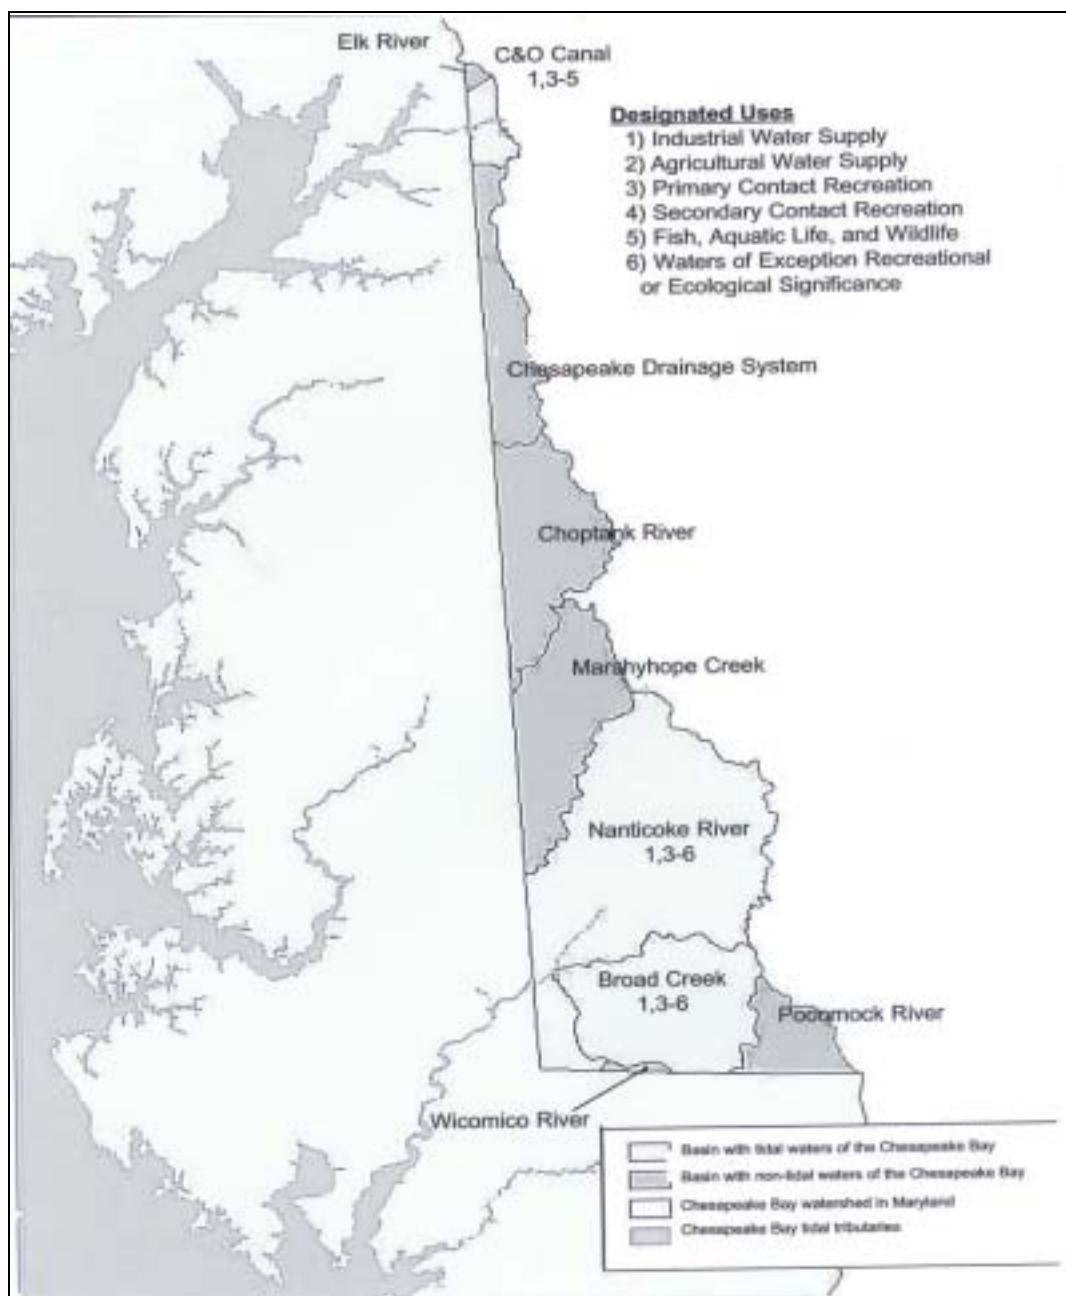 Elk River
C&O Canal
1,3-5
Designated Uses
1) Industrial Water Supply
2) Agricultural Water Supply
3) Primary Contact Recreation
4) Secondary Contact Recreation
5) Fish, Aquatic Life, and Wildlife
6) Waters of Exception Recreational
or Ecological Significance
Chesapeake Drainage System
Choptank River
Marshyhope Creek
Nanticoke River
1,3-6
Broad Creek
1,3-6
Pocomock River
Wicomico River
Basin with tidal waters of the Chesapeake Bay
Basin with non-tidal waters of the Chesapeake Bay
Chesapeake Bay watershed in Maryland
Chesapeake Bay tidal tributaries